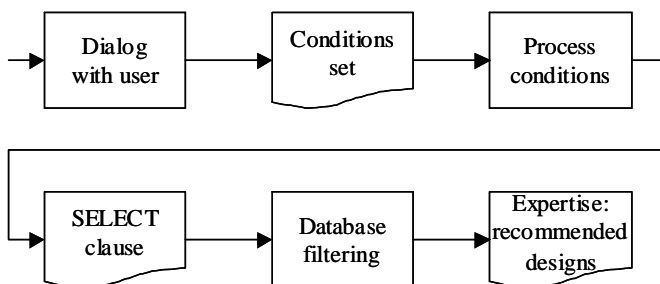 Dialog
with user
Conditions
set
Process
conditions
SELECT
clause
Database
filtering
Expertise:
recommended
designs